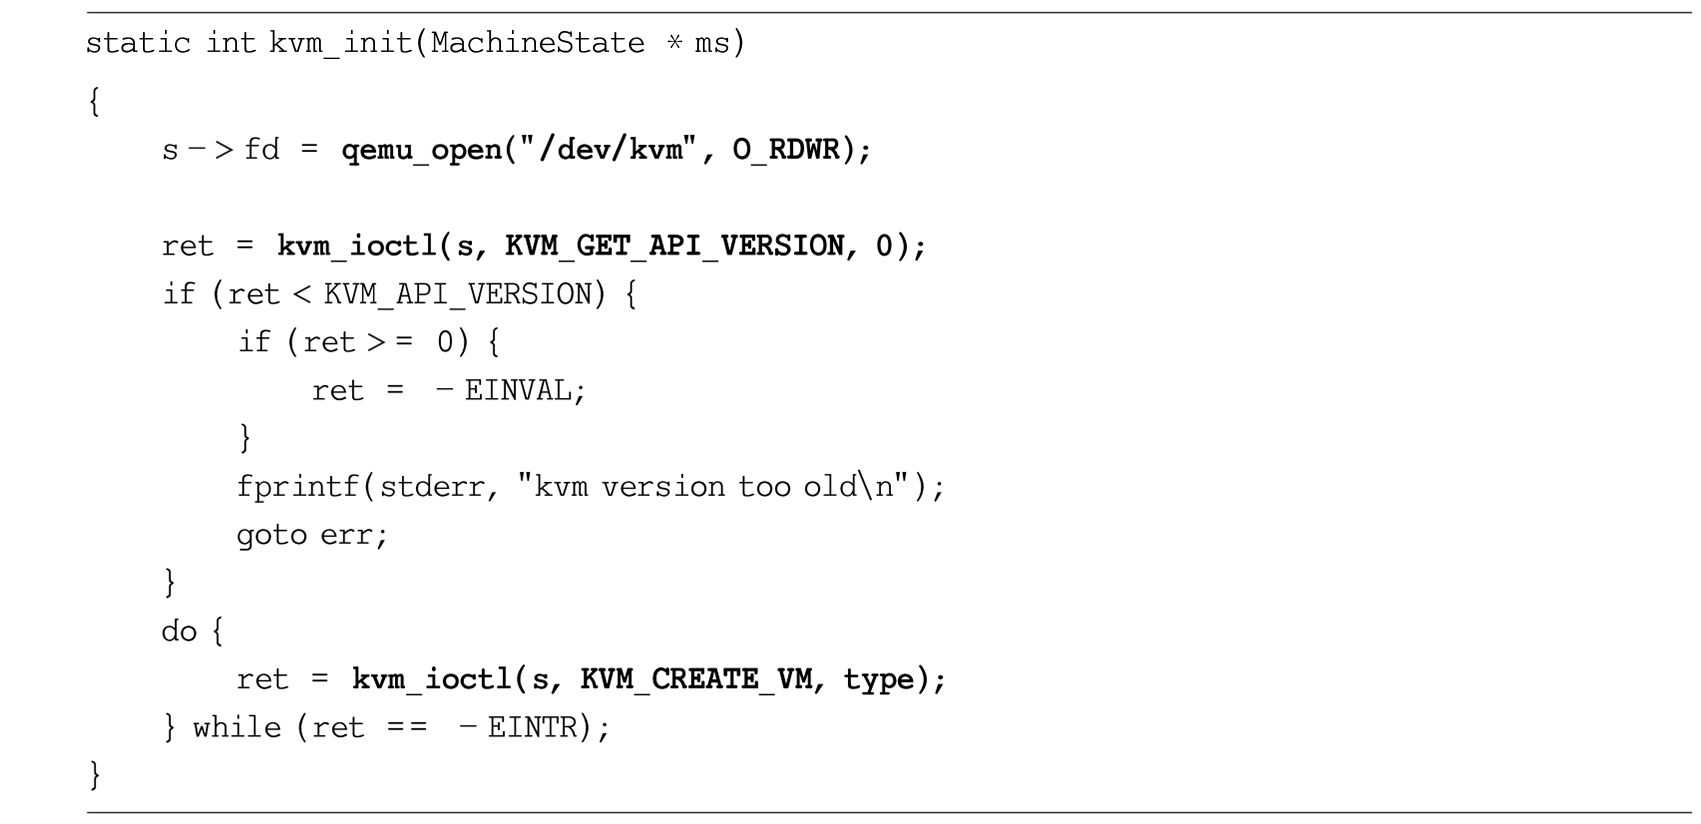 static int kvm_init(MachineState * ms)
{
s -> fd = qemu_open("/dev/kvm", O_RDWR);
ret = kvm_ioctl(s, KVM_GET_API_VERSION, 0);
if (ret < KVM_API_VERSION) {
if (ret >= 0) {
ret = - EINVAL;
}
fprintf(stderr, "kvm version too old\n");
goto err;
}
do {
ret = kvm_ioctl(s, KVM_CREATE_VM, type);
} while (ret == - EINTR);
}